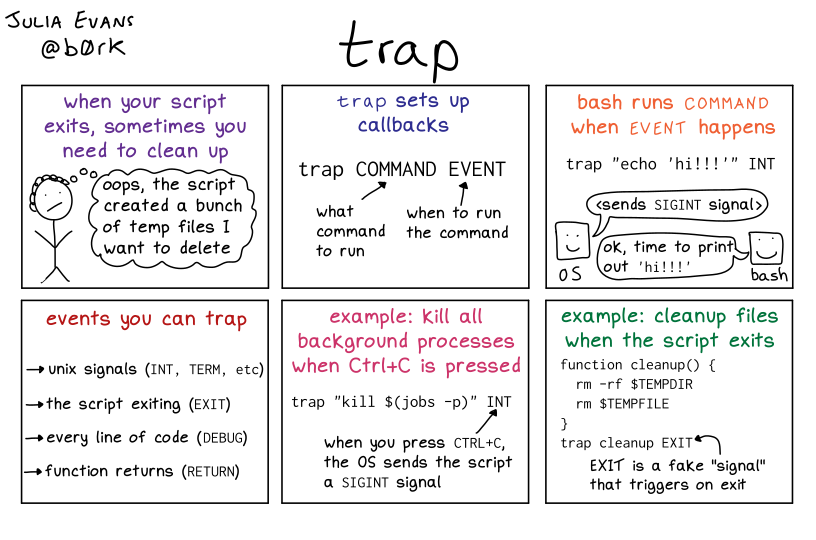 JULIA EVANS
@b0rk
trap
when your script
exits, sometimes you
need to clean up
oops, the script
created a bunch
of temp files I
want to delete
trap sets up
callbacks
trap COMMAND EVENT
what
command
to run
when to run
the command
bash runs COMMAND
when EVENT happens
trap "echo 'hi!!!'" INT
<sends SIGINT signal>
OS
ok, time to print
out 'hi!!!'
bash
events you can trap
→ unix signals (INT, TERM, etc)
→ the script exiting (EXIT)
→ every line of code (DEBUG)
→ function returns (RETURN)
example: kill all
background processes
when Ctrl+C is pressed
trap "kill $(jobs -p)" INT
when you press CTRL+C,
the OS sends the script
a SIGINT signal
example: cleanup files
when the script exits
function cleanup() {
rm -rf $TEMPDIR
rm $TEMPFILE
}
trap cleanup EXIT
EXIT is a fake "signal"
that triggers on exit